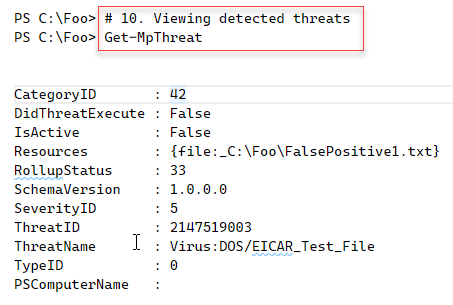 PS C:\Foo> # 10. Viewing detected threats
PS C:\Foo> Get-MpThreat
CategoryID       : 42
DidThreatExecute : False
IsActive         : False
Resources        : {file:_C:\Foo\FalsePositive1.txt}
RollupStatus     : 33
SchemaVersion    : 1.0.0.0
SeverityID       : 5
ThreatID         : 2147519003
ThreatName       : Virus:DOS/EICAR_Test_File
TypeID           : 0
PSComputerName   :